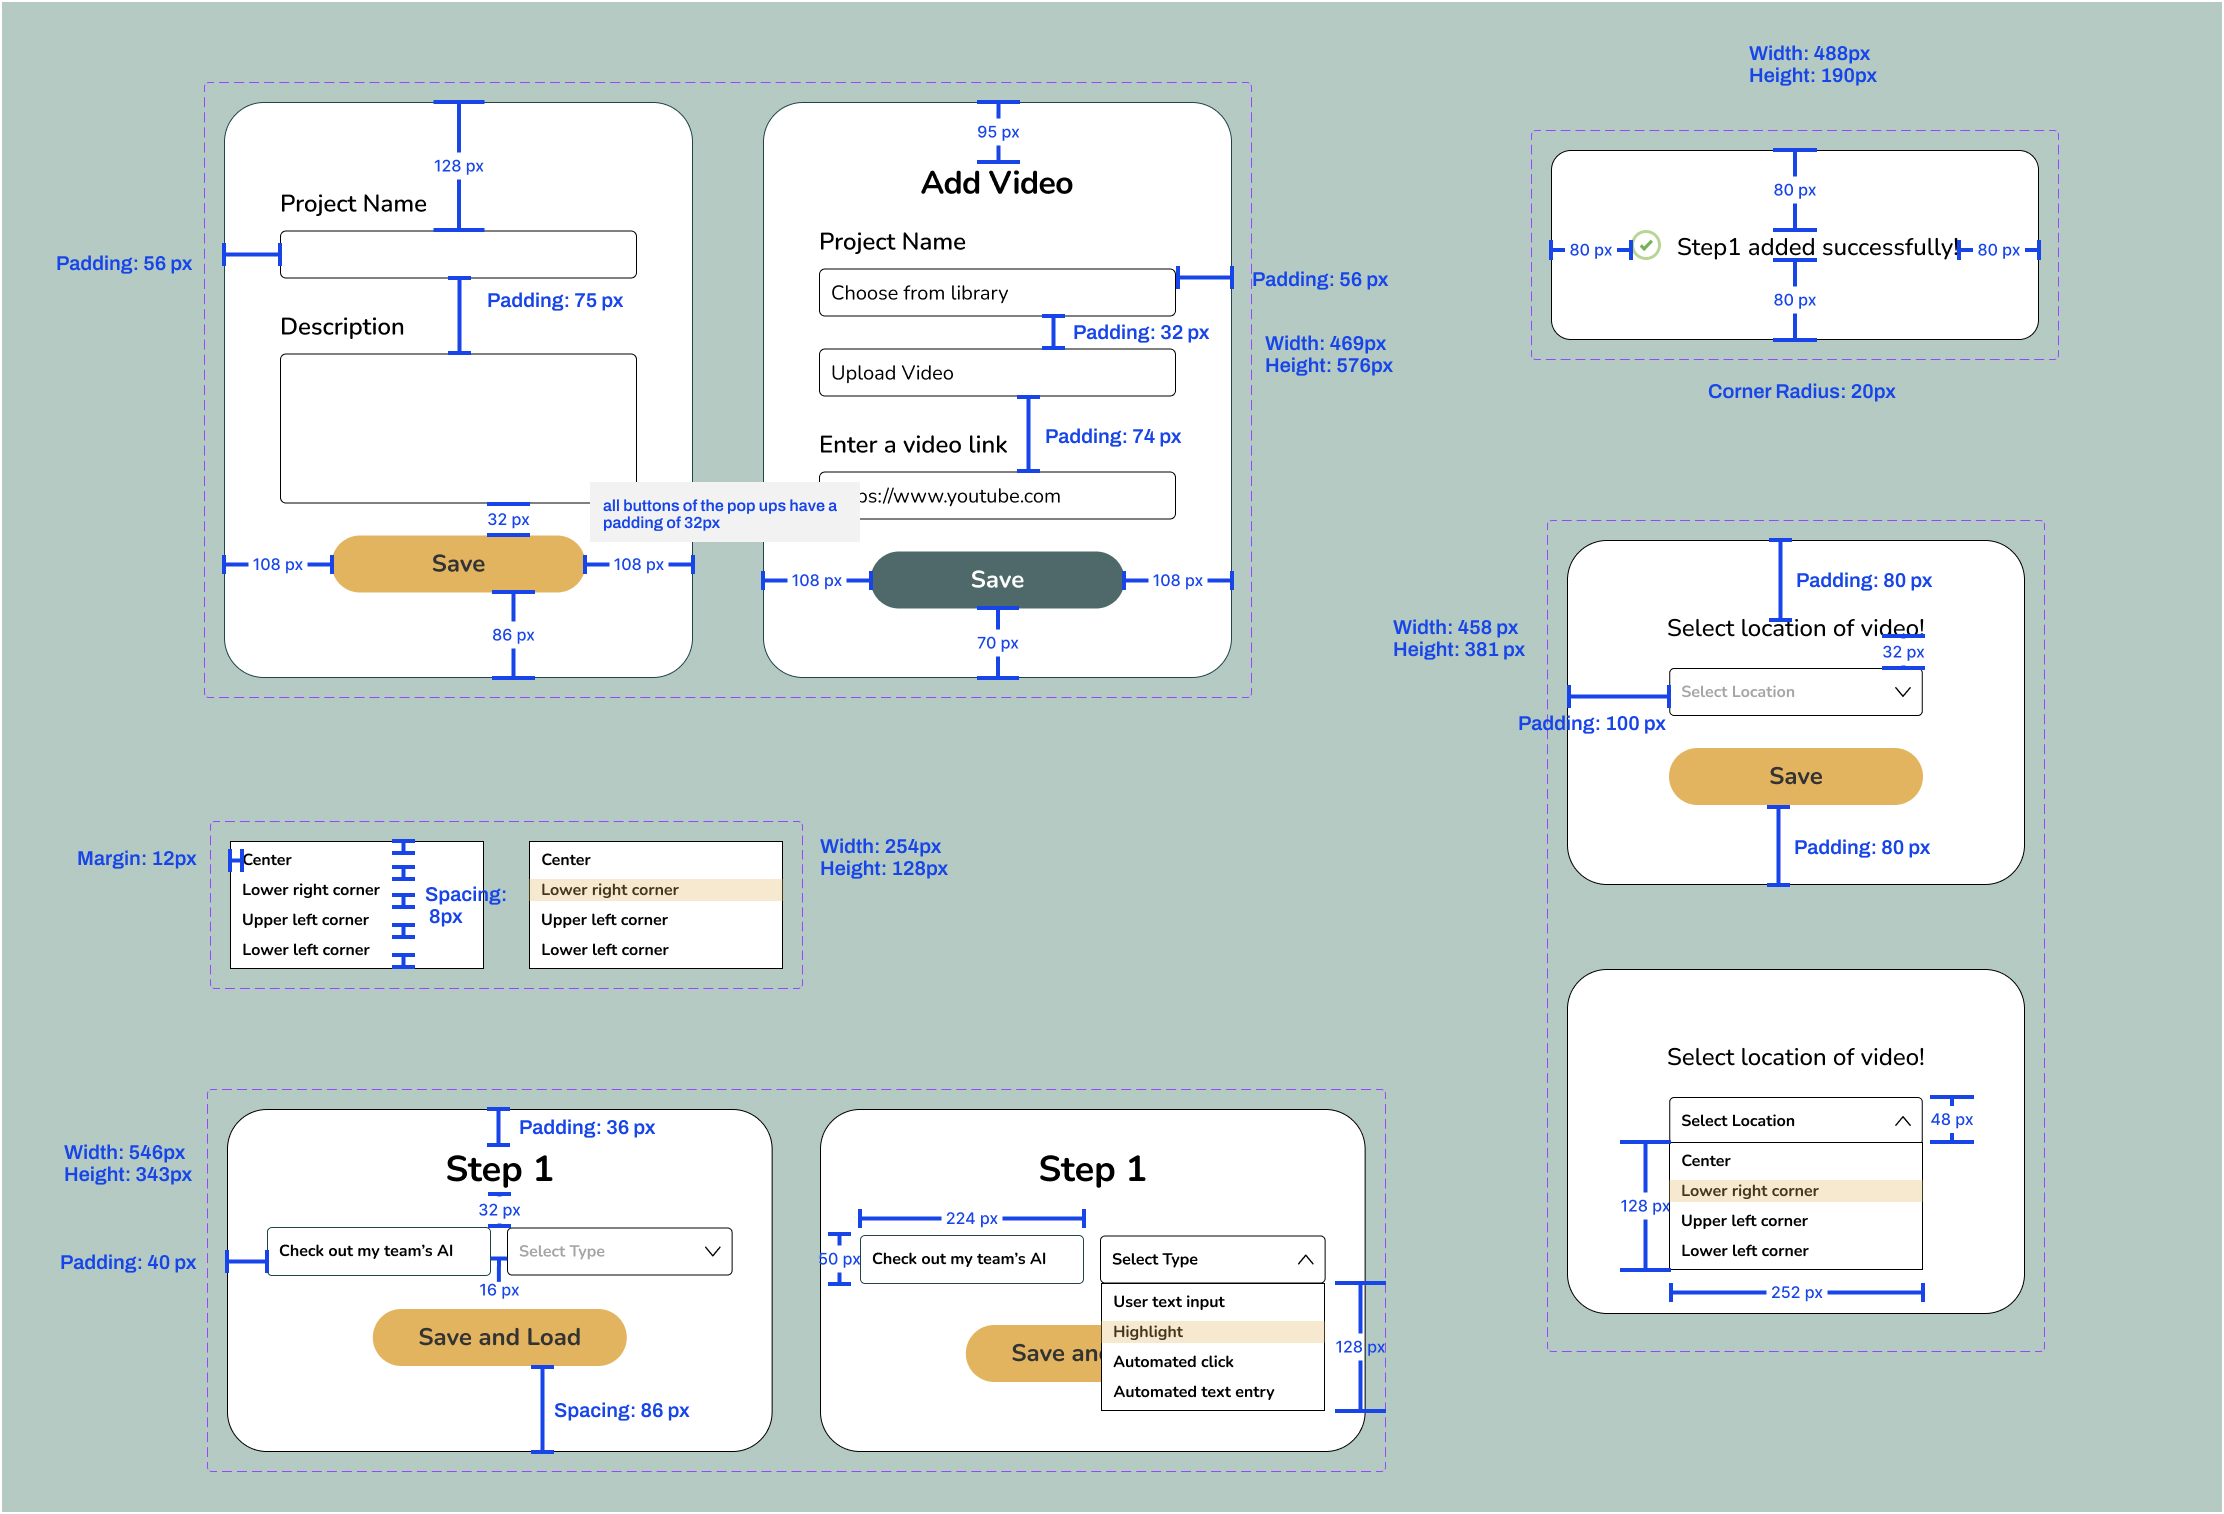 Width: 488px
Height: 190px
95 px
128 px
Add Video
Project Name
Padding: 56 px
Padding: 75 px
Description
32 px
Save
108 px
108 px
86 px
Project Name
Choose from library
Padding: 56 px
Padding: 32 px
Width: 469px
Height: 576px
Upload Video
Padding: 74 px
Enter a video link
ps://www.youtube.com
all buttons of the pop ups have a
padding of 32px
Save
108 px
108 px
70 px
80 px
80 px
Step1 added successfully!
80 px
80 px
Corner Radius: 20px
Padding: 80 px
Width: 458 px
Height: 381 px
Select location of video!
32 px
Select Location
Padding: 100 px
Save
Padding: 80 px
Margin: 12px
Center
Lower right corner
Upper left corner
Lower left corner
Spacing:
8px
Center
Lower right corner
Upper left corner
Lower left corner
Width: 254px
Height: 128px
Select location of video!
Select Location
48 px
Center
Lower right corner
Upper left corner
Lower left corner
128 px
252 px
Width: 546px
Height: 343px
Padding: 36 px
Step 1
32 px
Check out my team's AI
Select Type
Padding: 40 px
16 px
Save and Load
Spacing: 86 px
Step 1
224 px
50 px
Check out my team's AI
Select Type
User text input
Highlight
Automated click
Automated text entry
Save an
128 px